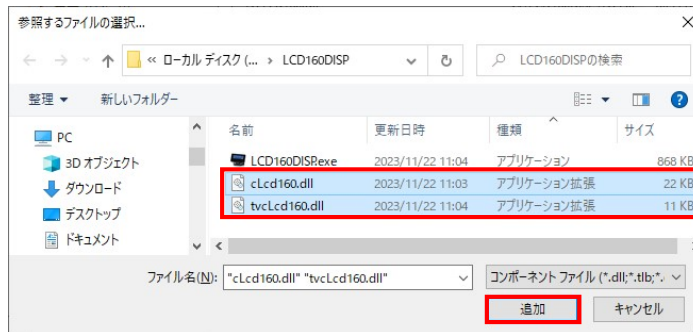 参照するファイルの選択...
« ローカル ディスク (... > LCD160DISP
LCD160DISPの検索
整理 新しいフォルダー
名前 更新日時 種類 サイズ
PC
3D オブジェクト
ダウンロード
デスクトップ
ドキュメント
LCD160DISP.exe 2023/11/22 11:04 アプリケーション 868 KB
cLcd160.dll 2023/11/22 11:03 アプリケーション拡張 22 KB
tvcLcd160.dll 2023/11/22 11:04 アプリケーション拡張 11 KB
ファイル名(N): "cLcd160.dll" "tvcLcd160.dll"
コンポーネント ファイル (*.dll;*.tlb;*.
追加 キャンセル